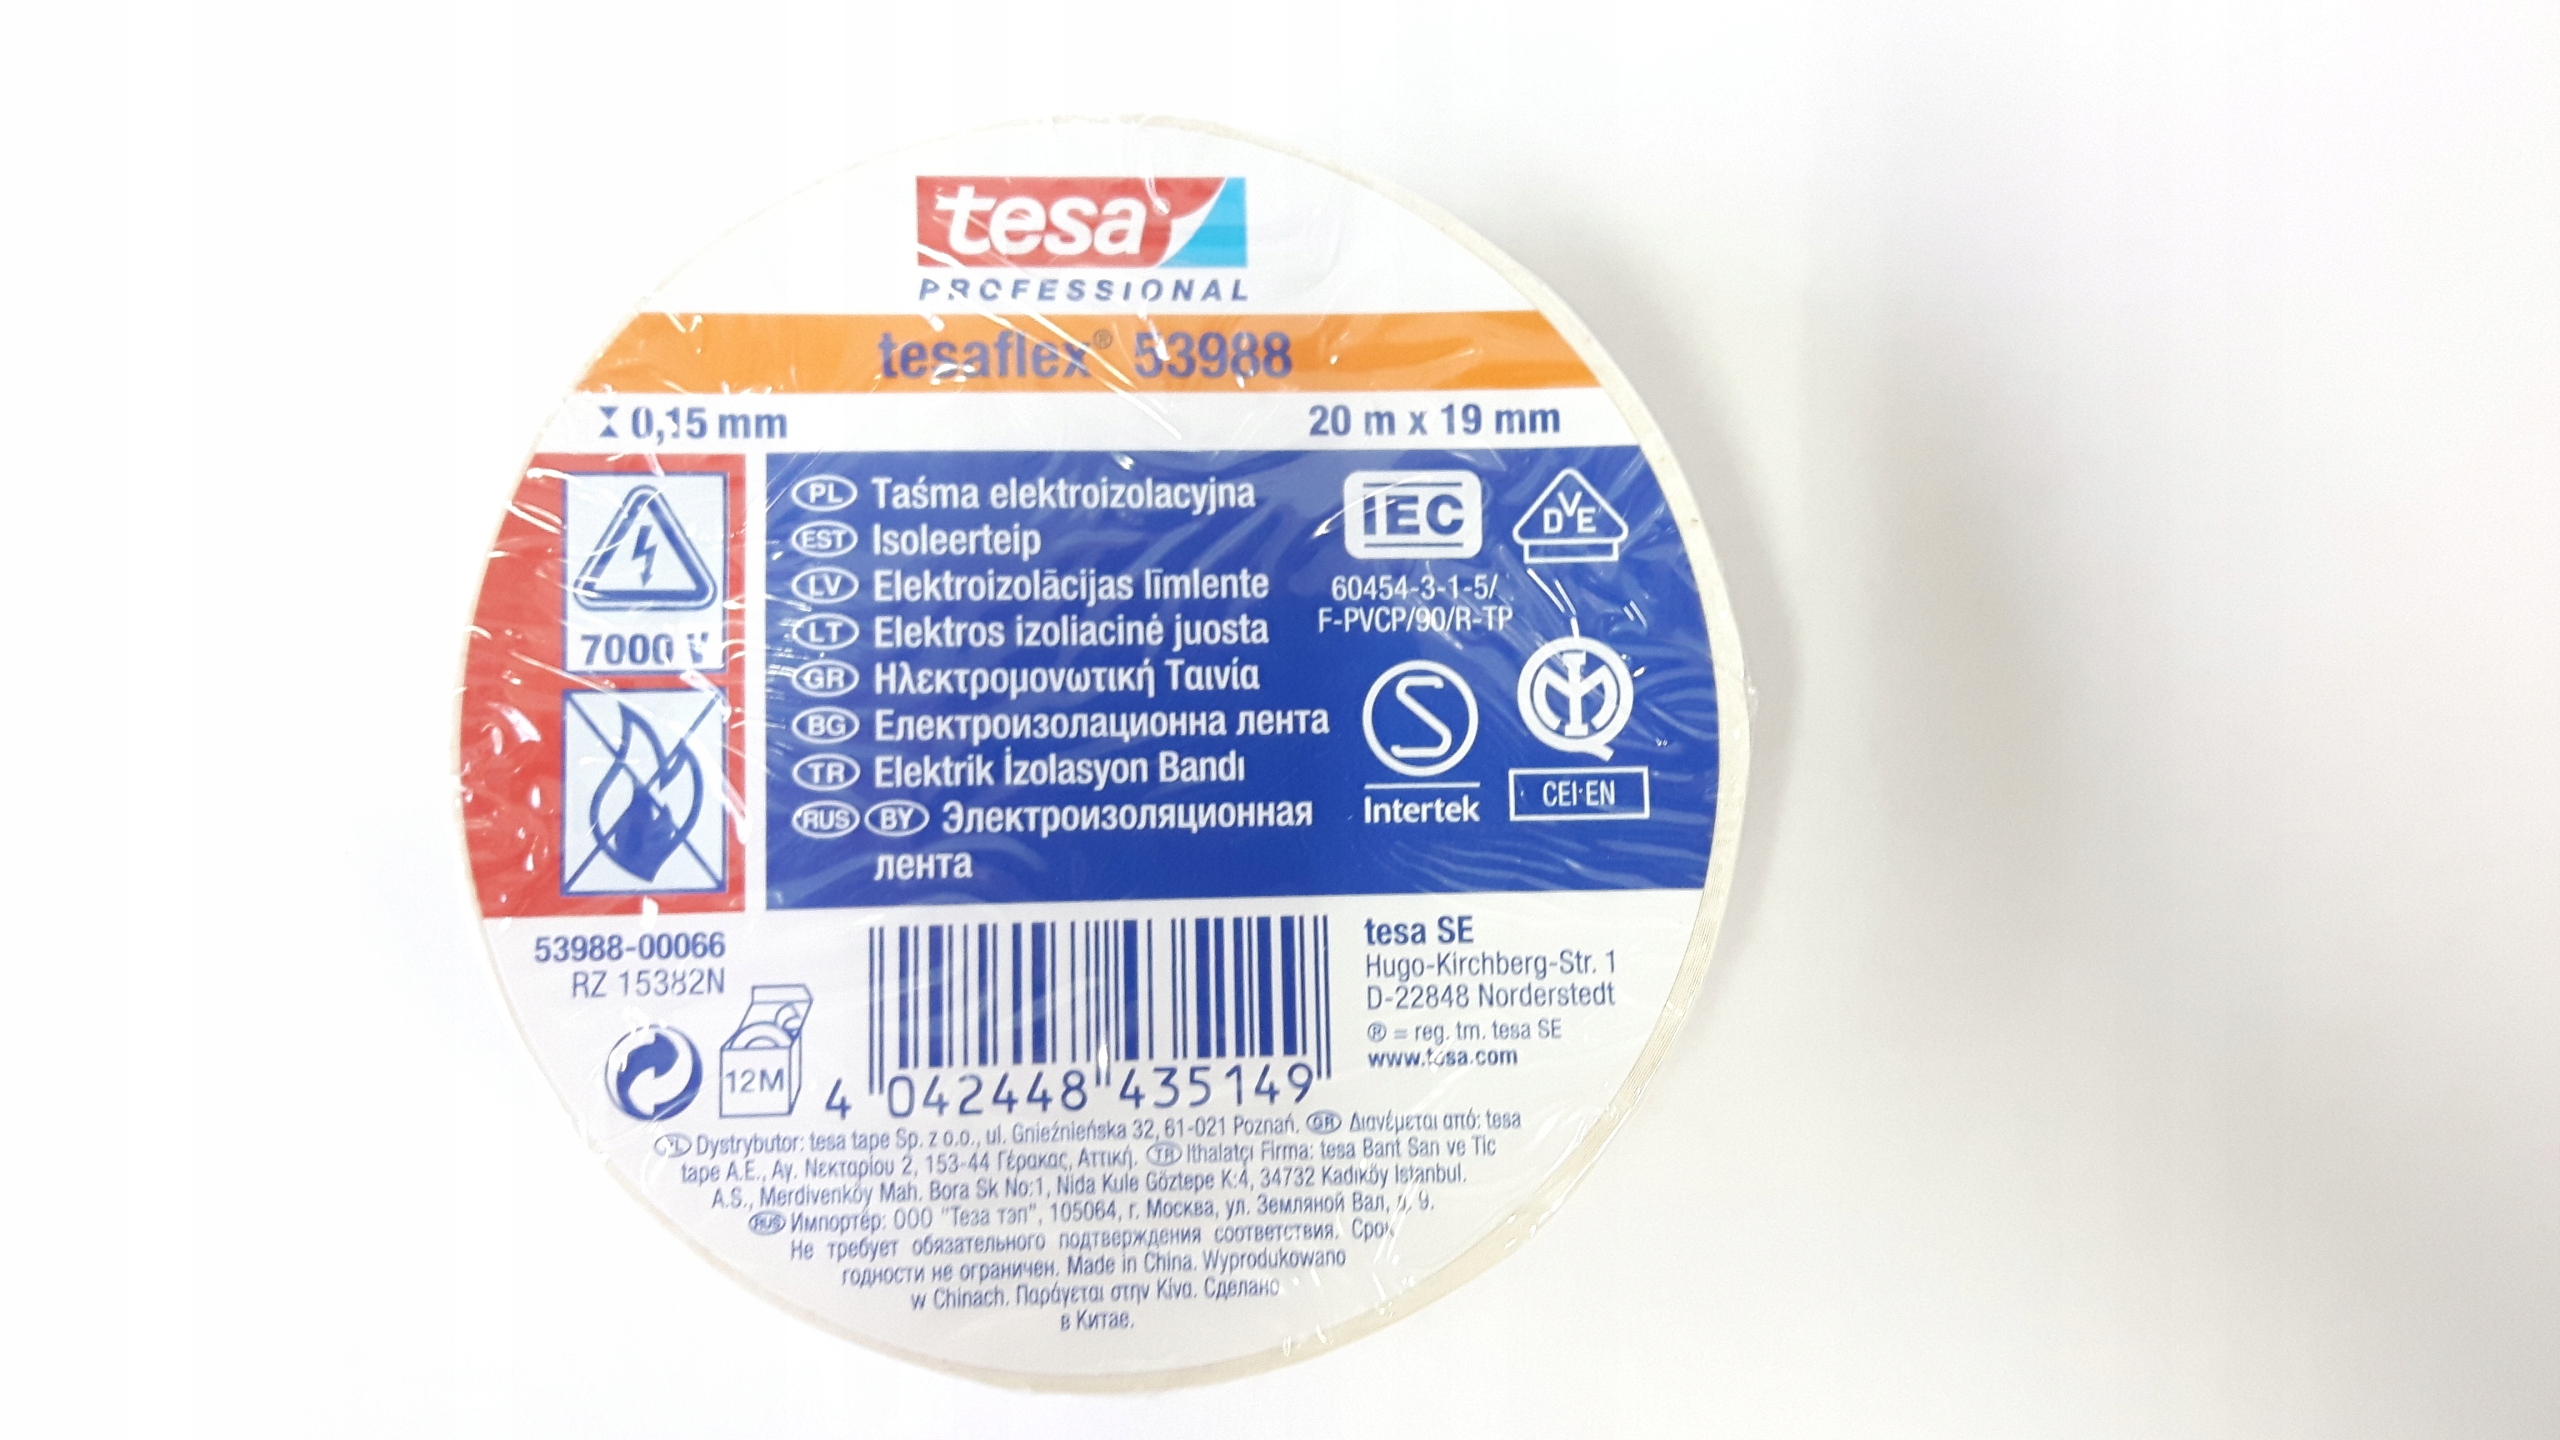 tesa®
PROFESSIONAL
tesaflex® 53988
0,15 mm
20 m x 19 mm
7000 V
PL Taśma elektroizolacyjna
EST Isoleerteip
LV Elektroizolācijas līmlente
LT Elektros izoliacinė juosta
GR Ηλεκτρομονωτική Ταινία
BG Електроизолационна лента
TR Elektrik İzolasyon Bandı
RUS BY Электроизоляционная
лента
IEC
60454-3-1-5/
F-PVCP/90/R-TP
DVE
S
Intertek
IMQ
CEI·EN
53988-00066
RZ 15382N
12M
4 042448 435149
tesa SE
Hugo-Kirchberg-Str. 1
D-22848 Norderstedt
® = reg. tm. tesa SE
www.tesa.com
PL Dystrybutor: tesa tape Sp. z o.o., ul. Gnieźnieńska 32, 61-021 Poznań. GR Διανέμεται από: tesa
tape A.E., Αγ. Νεκταρίου 2, 153-44 Γέρακας, Αττική. TR Ithalatçı Firma: tesa Bant San ve Tic
A.S., Merdivenköy Mah. Bora Sk No:1, Nida Kule Göztepe K:4, 34732 Kadıköy Istanbul.
RUS Импортёр: ООО "Теза тэп", 105064, г. Москва, ул. Земляной Вал, д. 9.
Не требует обязательного подтверждения соответствия. Срок
годности не ограничен. Made in China. Wyprodukowano
w Chinach. Παράγεται στην Κίνα. Сделано
в Китае.